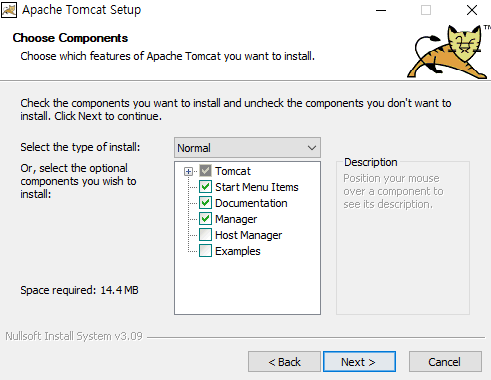 Apache Tomcat Setup
Choose Components
Choose which features of Apache Tomcat you want to install.
TM
Check the components you want to install and uncheck the components you don't want to
install. Click Next to continue.
Select the type of install:
Normal
Or, select the optional
components you wish to
install:
Tomcat
Start Menu Items
Documentation
Manager
Host Manager
Examples
Description
Position your mouse
over a component to
see its description.
Space required: 14.4 MB
Nullsoft Install System v3.09
< Back
Next >
Cancel